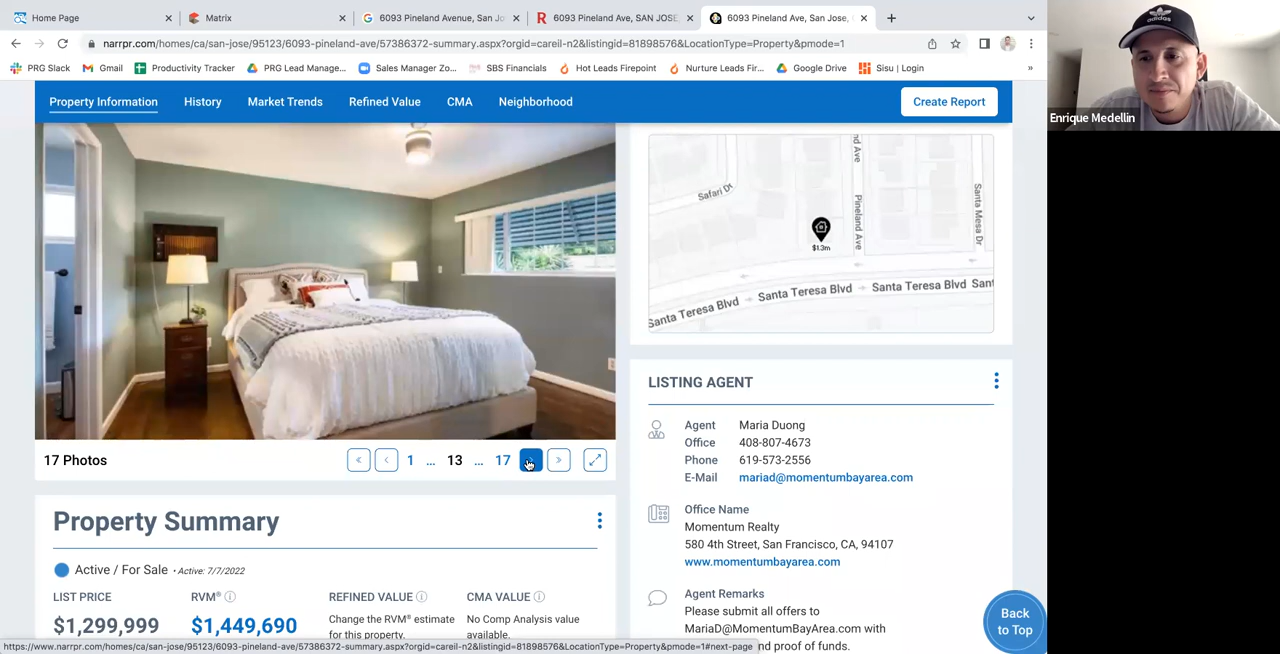 Home Page
Matrix
6093 Pineland Avenue, San Jo
6093 Pineland Ave, SAN JOSE
6093 Pineland Ave, San Jose,
narrpr.com/homes/ca/san-jose/95123/6093-pineland-ave/57386372-summary.aspx?orgid=careil-n2&listingid=81898576&LocationType=Property&pmode=1
PRG Slack
Gmail
Productivity Tracker
PRG Lead Manage...
Sales Manager Zo...
SBS Financials
Hot Leads Firepoint
Nurture Leads Fir...
Google Drive
Sisu | Login
»
Enrique Medellin
Property Information
History
Market Trends
Refined Value
CMA
Neighborhood
Create Report
Safari Dr
nd Ave
Pineland Ave
Santa Mesa Dr
$1.3m
Santa Teresa Blvd
Santa Teresa Blvd
Santa Teresa Blvd
Sant
17 Photos
« ‹ 1 ... 13 ... 17 »
LISTING AGENT
Agent Maria Duong
Office 408-807-4673
Phone 619-573-2556
E-Mail mariad@momentumbayarea.com
Office Name
Momentum Realty
580 4th Street, San Francisco, CA, 94107
www.momentumbayarea.com
Agent Remarks
Please submit all offers to
MariaD@MomentumBayArea.com with
nd proof of funds.
Property Summary
Active / For Sale • Active: 7/7/2022
LIST PRICE
$1,299,999
RVM®
$1,449,690
REFINED VALUE
Change the RVM® estimate
for this property.
CMA VALUE
No Comp Analysis value
available.
Back
to Top
https://www.narrpr.com/homes/ca/san-jose/95123/6093-pineland-ave/57386372-summary.aspx?orgid=careil-n2&listingid=81898576&LocationType=Property&pmode=1#next-page